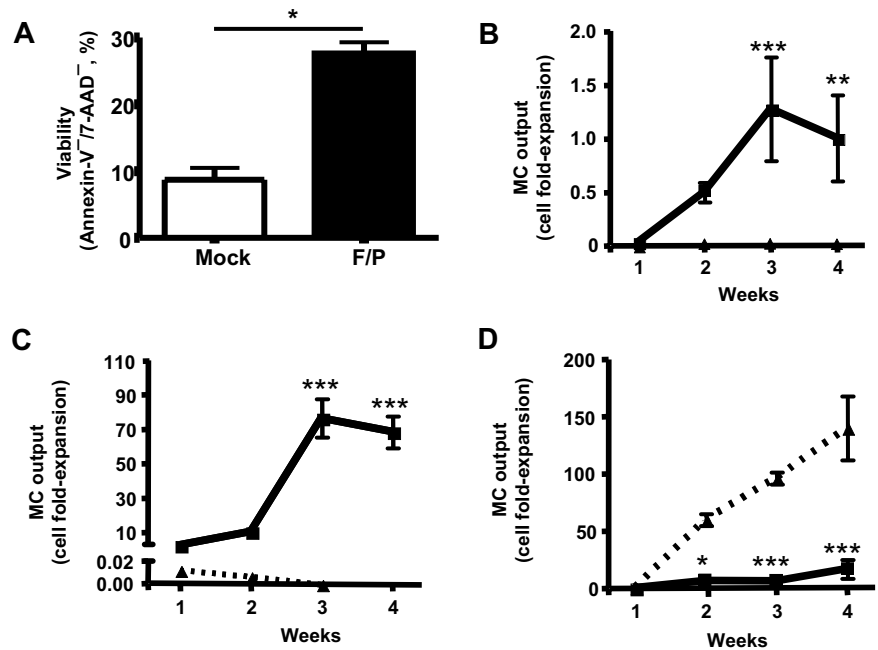 A
*
Viability
(Annexin-V⁻/7-AAD⁻, %)
30
20
10
0
Mock
F/P
B
MC output
(cell fold-expansion)
2.0
1.5
1.0
0.5
0
***
**
1
2
3
4
Weeks
C
MC output
(cell fold-expansion)
110
90
70
50
30
10
0.02
0.00
***
***
1
2
3
4
Weeks
D
MC output
(cell fold-expansion)
200
150
100
50
0
*
***
***
1
2
3
4
Weeks